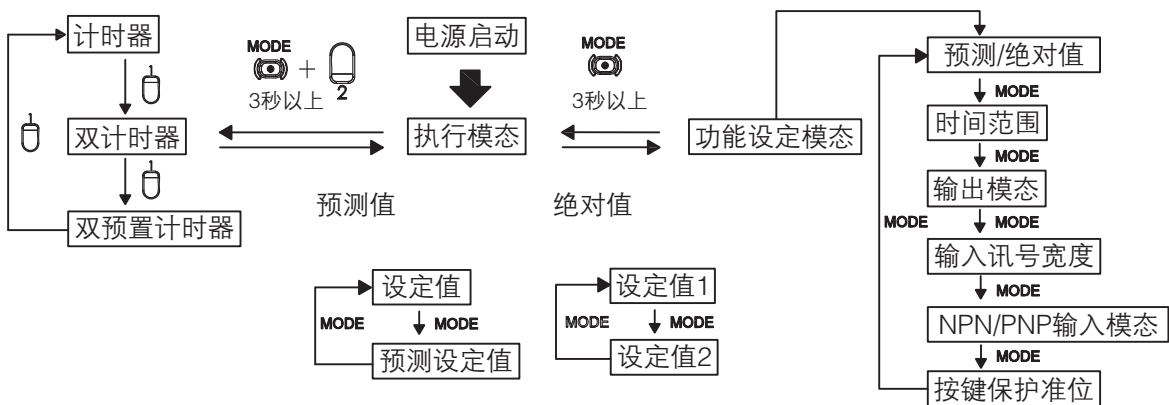 计时器
1
双计时器
1
1
双预置计时器
MODE
+
2
3秒以上
电源启动
执行模态
MODE
3秒以上
功能设定模态
预测值
绝对值
设定值
MODE
MODE
预测设定值
设定值1
MODE
MODE
设定值2
预测/绝对值
MODE
时间范围
MODE
输出模态
MODE
MODE
输入讯号宽度
MODE
NPN/PNP输入模态
MODE
按键保护准位